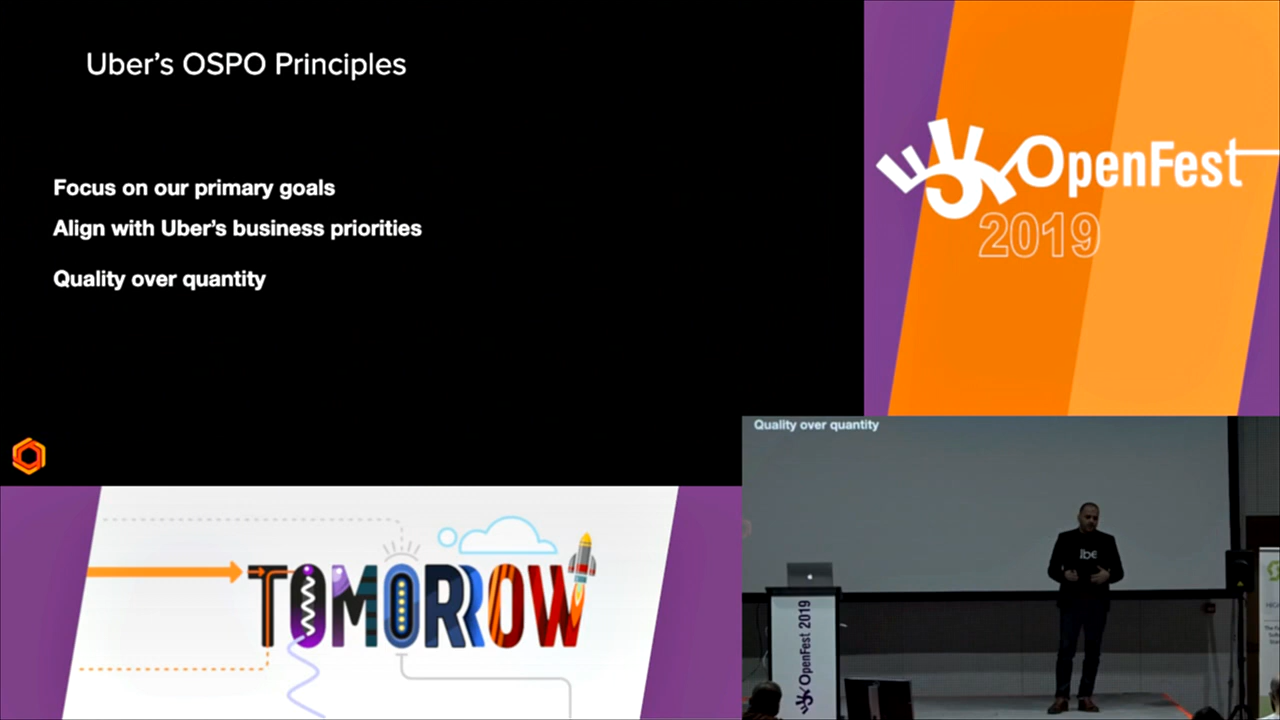 Uber’s OSPO Principles
Focus on our primary goals
Align with Uber’s business priorities
Quality over quantity
OpenFest
2019
TOMORROW
Quality over quantity
OpenFest 2019